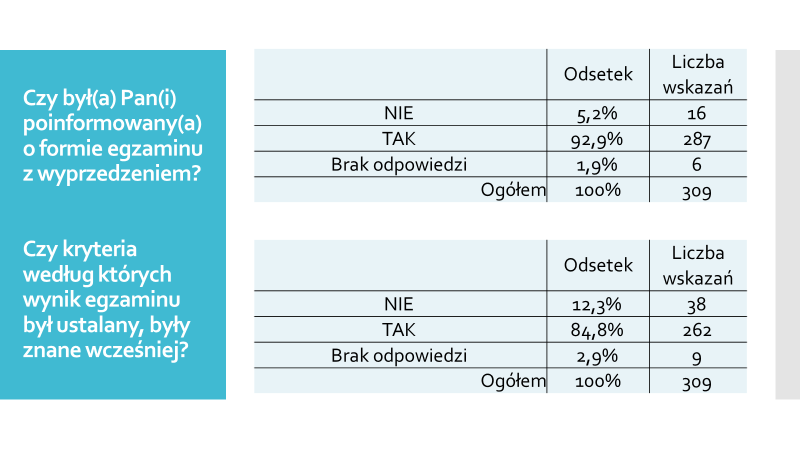 Czy był(a) Pan(i)
poinformowany(a)
o formie egzaminu
z wyprzedzeniem?
Odsetek Liczba wskazań
NIE 5,2% 16
TAK 92,9% 287
Brak odpowiedzi 1,9% 6
Ogółem 100% 309
Czy kryteria
według których
wynik egzaminu
był ustalany, były
znane wcześniej?
Odsetek Liczba wskazań
NIE 12,3% 38
TAK 84,8% 262
Brak odpowiedzi 2,9% 9
Ogółem 100% 309